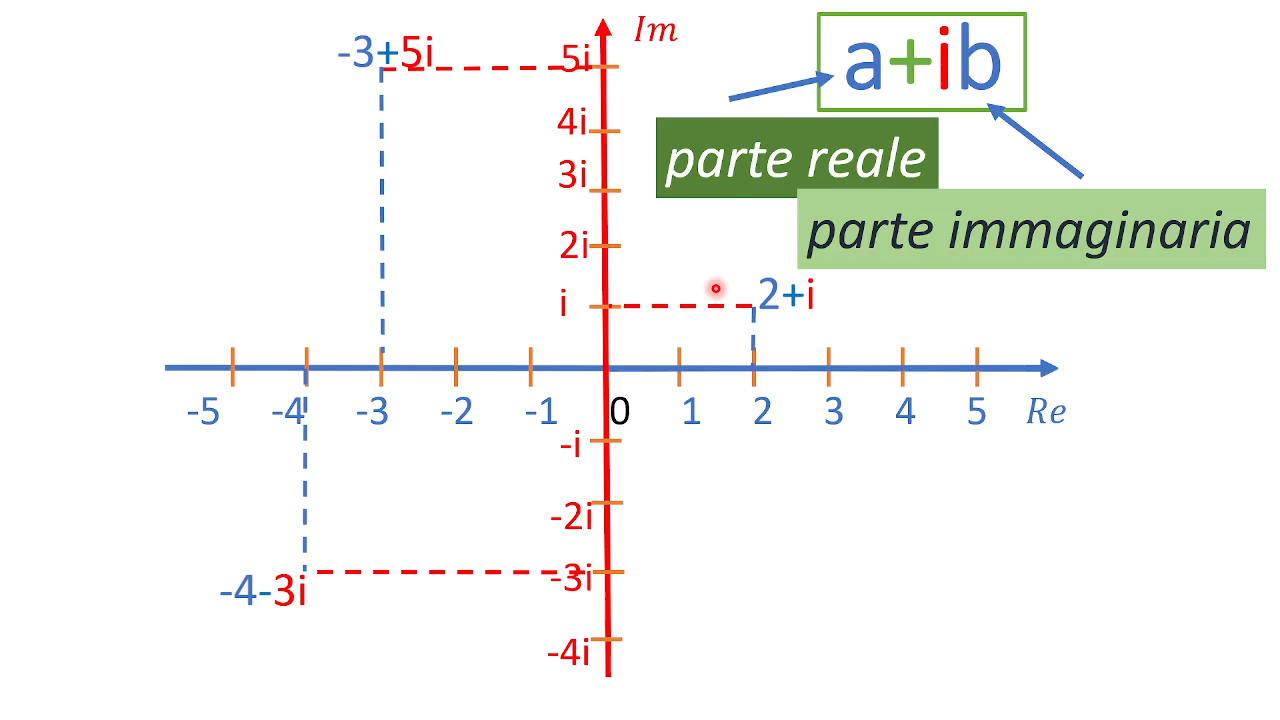 Im
a+ib
-3+5i
5i
4i
parte reale
3i
parte immaginaria
2i
i
2+i
-5 -4 -3 -2 -1 0 1 2 3 4 5 Re
-i
-2i
-3i
-4-3i
-4i